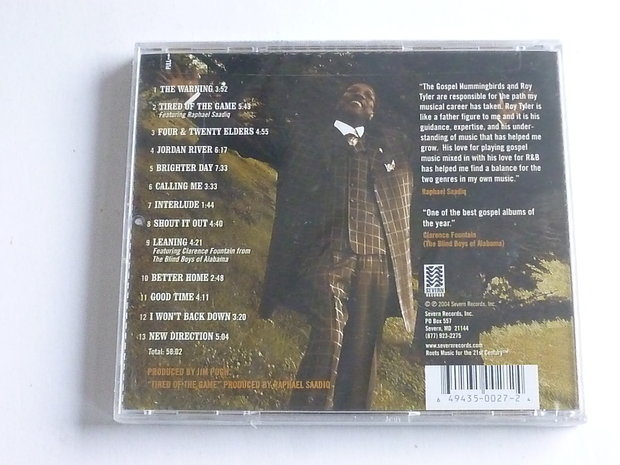 PULL
1 THE WARNING 3:52
2 TIRED OF THE GAME 5:43
Featuring Raphael Saadiq
3 FOUR & TWENTY ELDERS 4:55
4 JORDAN RIVER 6:17
5 BRIGHTER DAY 7:33
6 CALLING ME 3:33
7 INTERLUDE 1:44
8 SHOUT IT OUT 4:40
9 LEANING 4:21
Featuring Clarence Fountain from
The Blind Boys of Alabama
10 BETTER HOME 2:48
11 GOOD TIME 4:11
12 I WON'T BACK DOWN 3:20
13 NEW DIRECTION 5:04
Total: 58.02
PRODUCED BY JIM PUGH
"TIRED OF THE GAME" PRODUCED BY RAPHAEL SAADIQ
"The Gospel Hummingbirds and Roy
Tyler are responsible for the path my
musical career has taken. Roy Tyler is
like a father figure to me and it is his
guidance, expertise, and his under-
standing of music that has helped me
grow. His love for playing gospel
music mixed in with his love for R&B
has helped me find a balance for the
two genres in my own music."
Raphael Saadiq
"One of the best gospel albums of
the year."
Clarence Fountain
(The Blind Boys of Alabama)
SEVERN
RECORDS
© ℗ 2004 Severn Records, Inc.
Severn Records, Inc.
PO Box 557
Severn, MD 21144
(877) 923-2275
www.severnrecords.com
Roots Music for the 21st Century
6 49435-0027-2 4